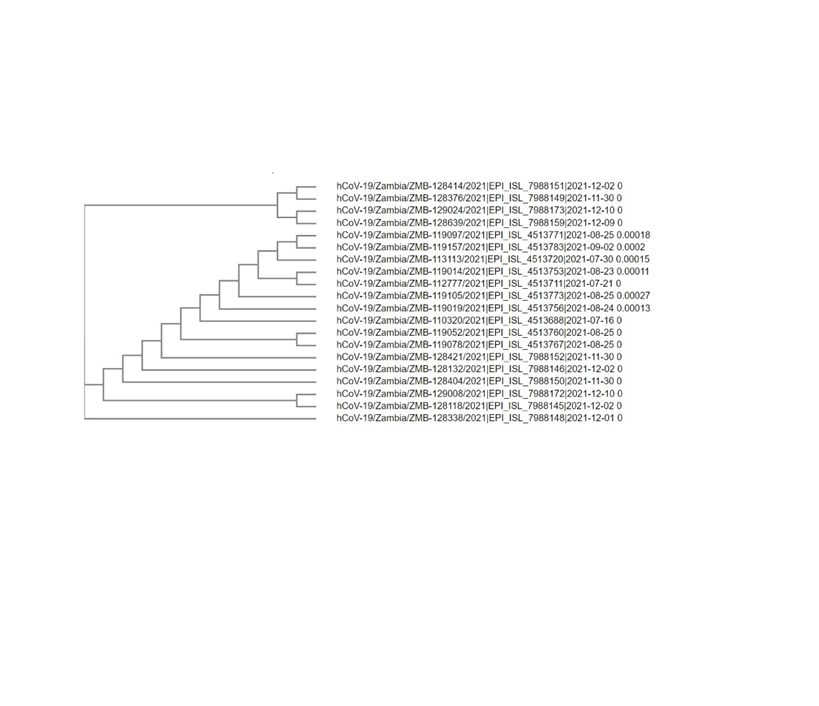 hCoV-19/Zambia/ZMB-128414/2021|EPI_ISL_7988151|2021-12-02 0
hCoV-19/Zambia/ZMB-128376/2021|EPI_ISL_7988149|2021-11-30 0
hCoV-19/Zambia/ZMB-129024/2021|EPI_ISL_7988173|2021-12-10 0
hCoV-19/Zambia/ZMB-128639/2021|EPI_ISL_7988159|2021-12-09 0
hCoV-19/Zambia/ZMB-119097/2021|EPI_ISL_4513771|2021-08-25 0.00018
hCoV-19/Zambia/ZMB-119157/2021|EPI_ISL_4513783|2021-09-02 0.0002
hCoV-19/Zambia/ZMB-113113/2021|EPI_ISL_4513720|2021-07-30 0.00015
hCoV-19/Zambia/ZMB-119014/2021|EPI_ISL_4513753|2021-08-23 0.00011
hCoV-19/Zambia/ZMB-112777/2021|EPI_ISL_4513711|2021-07-21 0
hCoV-19/Zambia/ZMB-119105/2021|EPI_ISL_4513773|2021-08-25 0.00027
hCoV-19/Zambia/ZMB-119019/2021|EPI_ISL_4513756|2021-08-24 0.00013
hCoV-19/Zambia/ZMB-110320/2021|EPI_ISL_4513688|2021-07-16 0
hCoV-19/Zambia/ZMB-119052/2021|EPI_ISL_4513760|2021-08-25 0
hCoV-19/Zambia/ZMB-119078/2021|EPI_ISL_4513767|2021-08-25 0
hCoV-19/Zambia/ZMB-128421/2021|EPI_ISL_7988152|2021-11-30 0
hCoV-19/Zambia/ZMB-128132/2021|EPI_ISL_7988146|2021-12-02 0
hCoV-19/Zambia/ZMB-128404/2021|EPI_ISL_7988150|2021-11-30 0
hCoV-19/Zambia/ZMB-129008/2021|EPI_ISL_7988172|2021-12-10 0
hCoV-19/Zambia/ZMB-128118/2021|EPI_ISL_7988145|2021-12-02 0
hCoV-19/Zambia/ZMB-128338/2021|EPI_ISL_7988148|2021-12-01 0